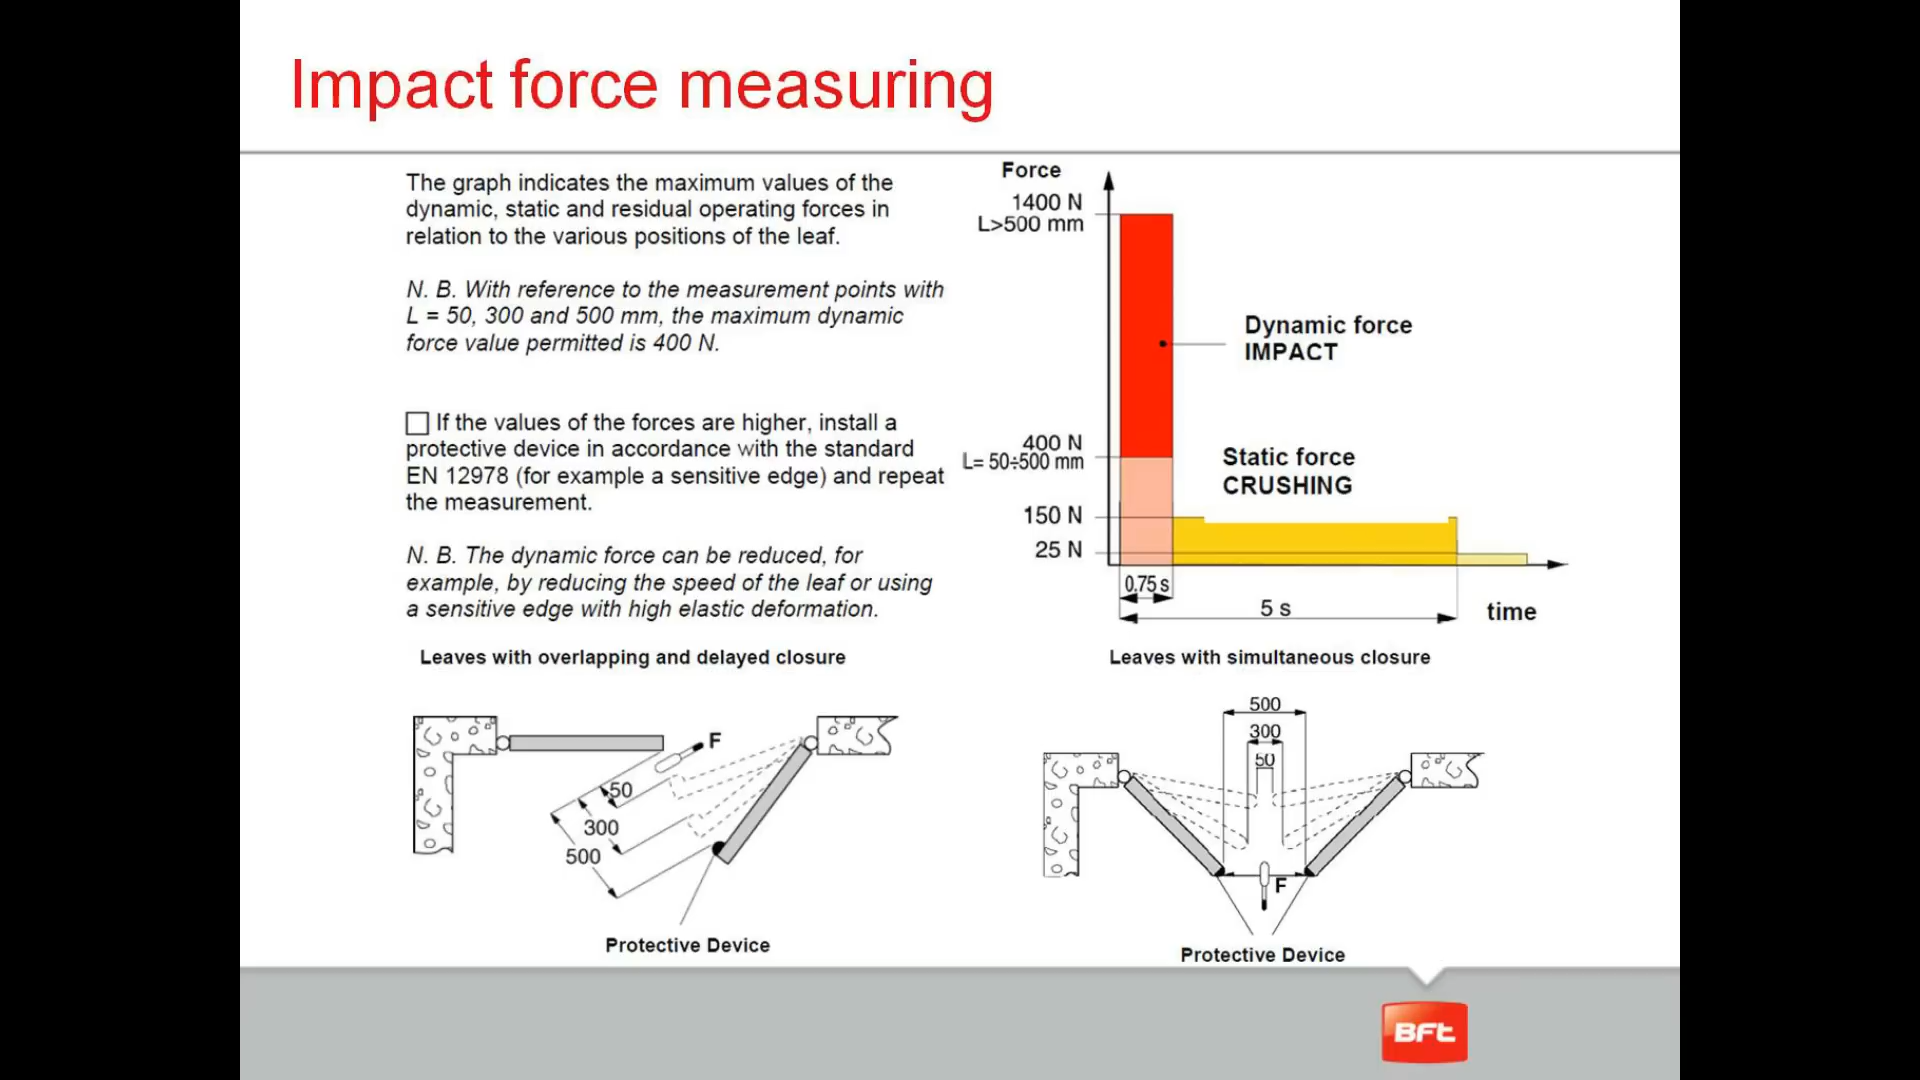 Impact force measuring
The graph indicates the maximum values of the
dynamic, static and residual operating forces in
relation to the various positions of the leaf.
N. B. With reference to the measurement points with
L = 50, 300 and 500 mm, the maximum dynamic
force value permitted is 400 N.
If the values of the forces are higher, install a
protective device in accordance with the standard
EN 12978 (for example a sensitive edge) and repeat
the measurement.
N. B. The dynamic force can be reduced, for
example, by reducing the speed of the leaf or using
a sensitive edge with high elastic deformation.
Force
1400 N
L>500 mm
Dynamic force
IMPACT
400 N
L= 50÷500 mm
Static force
CRUSHING
150 N
25 N
0.75 s
5 s
time
Leaves with overlapping and delayed closure
F
50
300
500
Protective Device
Leaves with simultaneous closure
500
300
50
F
Protective Device
BFt